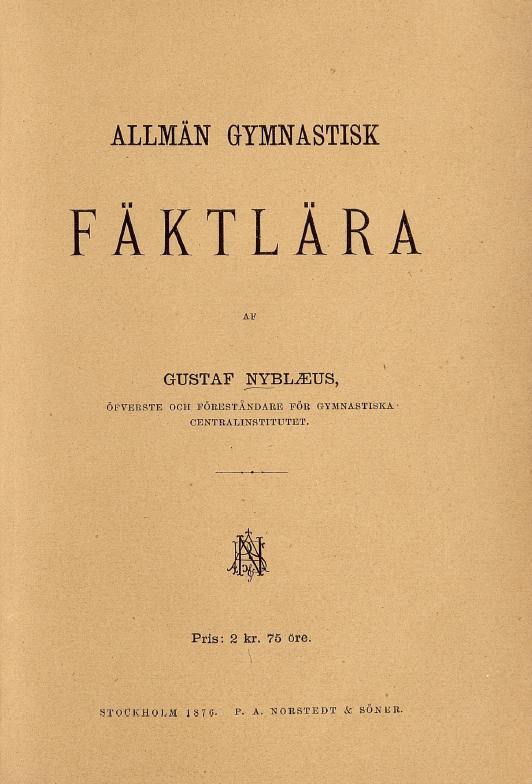 ALLMÄN GYMNASTISK
FÄKTLÄRA
AF
GUSTAF NYBLÆUS,
ÖFVERSTE OCH FÖRESTÅNDARE FÖR GYMNASTISKA
CENTRALINSTITUTET.
Pris: 2 kr. 75 öre.
STOCKHOLM 1876. P. A. NORSTEDT & SÖNER.